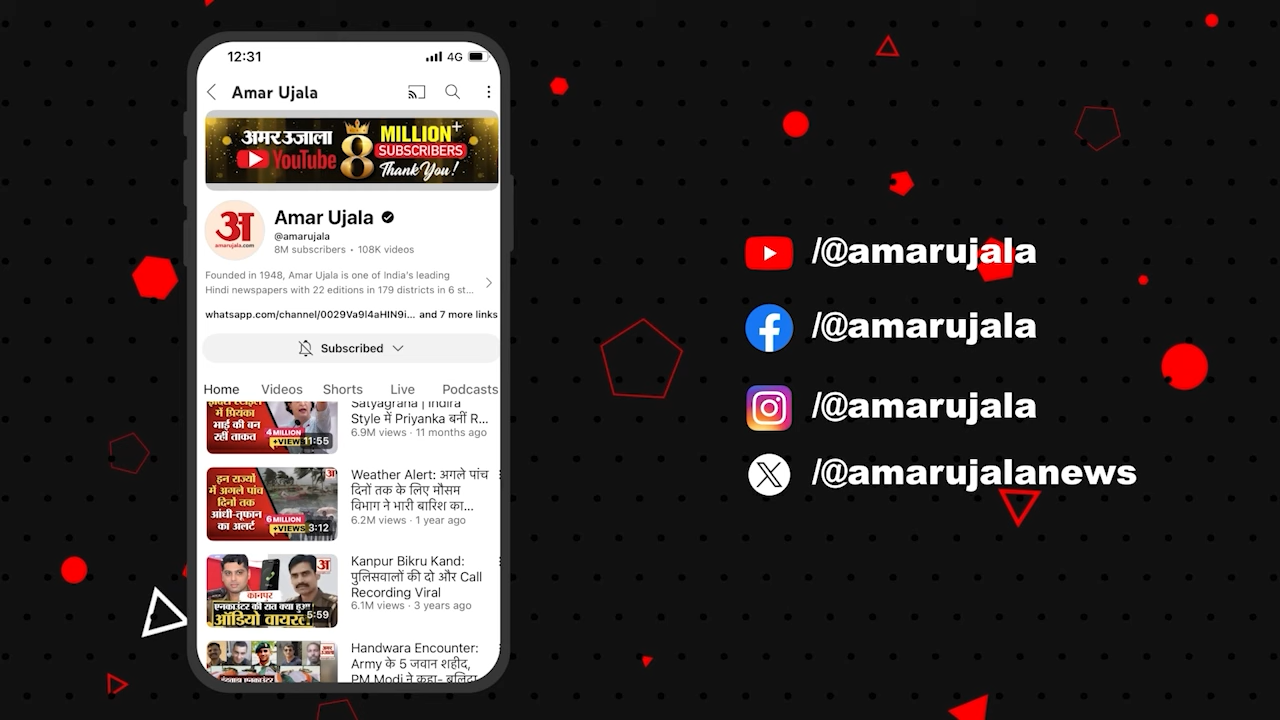 12:31
4G
Amar Ujala
अमर उजाला
YouTube
8
MILLION+
SUBSCRIBERS
Thank You!
अ
amarujala.com
Amar Ujala
@amarujala
8M subscribers • 108K videos
Founded in 1948, Amar Ujala is one of India's leading
Hindi newspapers with 22 editions in 179 districts in 6 st...
whatsapp.com/channel/0029Va9I4aHIN9i... and 7 more links
Subscribed
Home Videos Shorts Live Podcasts
में प्रियंका
भाई की बन
रहीं ताकत
4 MILLION
+VIEWS
11:55
Satyagraha | Indira
Style में Priyanka बनीं R...
6.9M views · 11 months ago
इन राज्यों
में अगले पांच
दिनों तक
आंधी-तूफान
का अलर्ट
6 MILLION
+VIEWS
3:12
अ
Weather Alert: अगले पांच
दिनों तक के लिए मौसम
विभाग ने भारी बारिश का...
6.2M views · 1 year ago
अ
कानपुर
एनकाउंटर की रात क्या हुआ
ऑडियो वायरल
5:59
Kanpur Bikru Kand:
पुलिसवालों की दो और Call
Recording Viral
6.1M views · 3 years ago
Handwara Encounter:
Army के 5 जवान शहीद,
PM Modi ने कहा- बलिदा
/@amarujala
/@amarujala
/@amarujala
/@amarujalanews